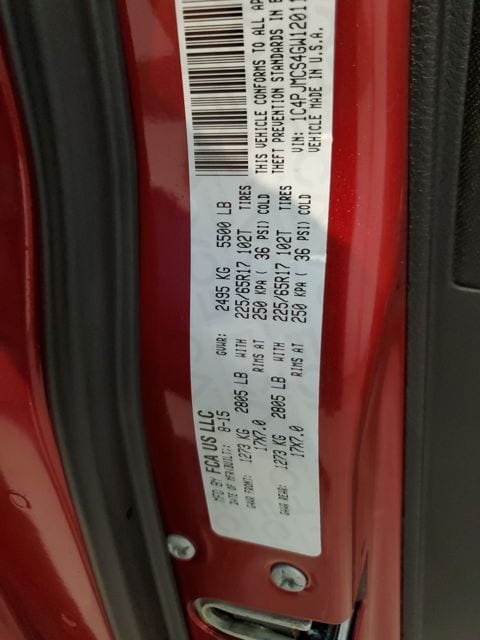 MFD BY FCA US LLC
DATE OF MFR(BUILT): 8-15 GVWR: 2495 KG 5500 LB
GAWR FRONT: 1273 KG 2805 LB WITH 225/65R17 102T TIRES
17X7.0 RIMS AT 250 KPA ( 36 PSI) COLD
GAWR REAR: 1273 KG 2805 LB WITH 225/65R17 102T TIRES
17X7.0 RIMS AT 250 KPA ( 36 PSI) COLD
THIS VEHICLE CONFORMS TO ALL
THEFT PREVENTION STANDARDS IN
VIN: 1C4PJMCS4GW12011
VEHICLE MADE IN U.S.A.